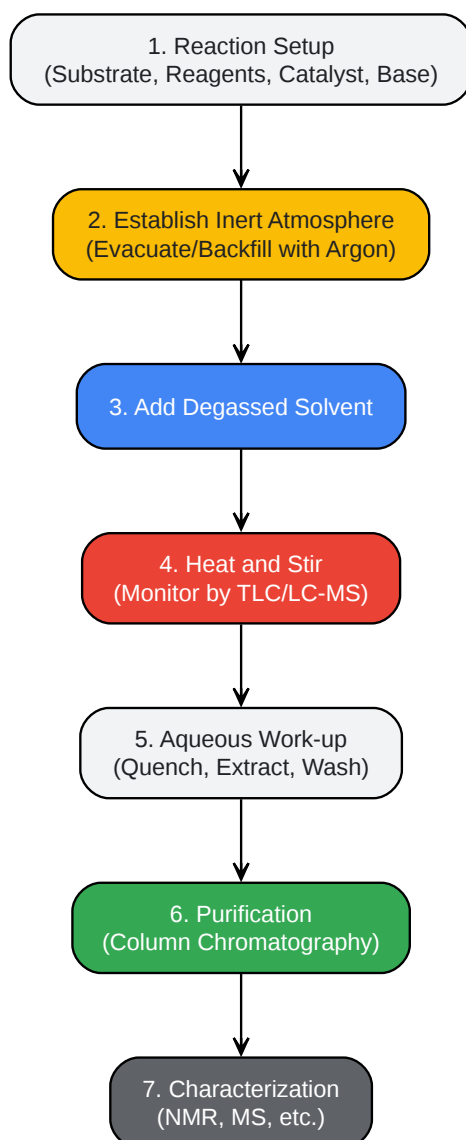 1. Reaction Setup
(Substrate, Reagents, Catalyst, Base)
2. Establish Inert Atmosphere
(Evacuate/Backfill with Argon)
3. Add Degassed Solvent
4. Heat and Stir
(Monitor by TLC/LC-MS)
5. Aqueous Work-up
(Quench, Extract, Wash)
6. Purification
(Column Chromatography)
7. Characterization
(NMR, MS, etc.)